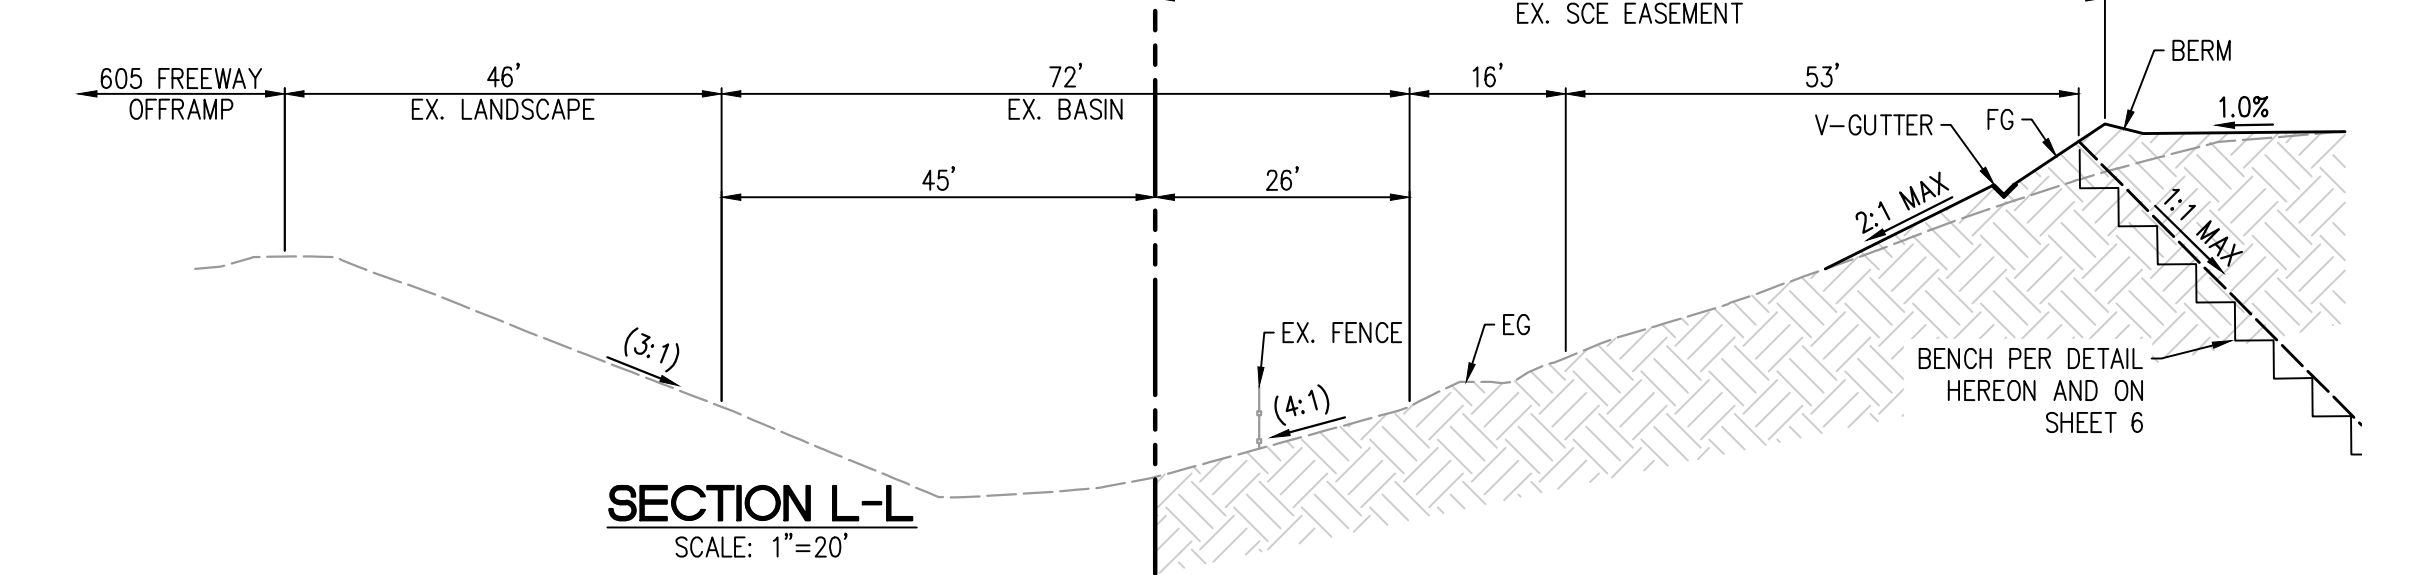 EX. SCE EASEMENT
BERM
605 FREEWAY
OFFRAMP
46'
EX. LANDSCAPE
72'
EX. BASIN
16'
53'
1.0%
V-GUTTER
FG
45'
26'
2:1 MAX
1:1 MAX
(3:1)
EX. FENCE
EG
(4:1)
BENCH PER DETAIL
HEREON AND ON
SHEET 6
SECTION L-L
SCALE: 1"=20'